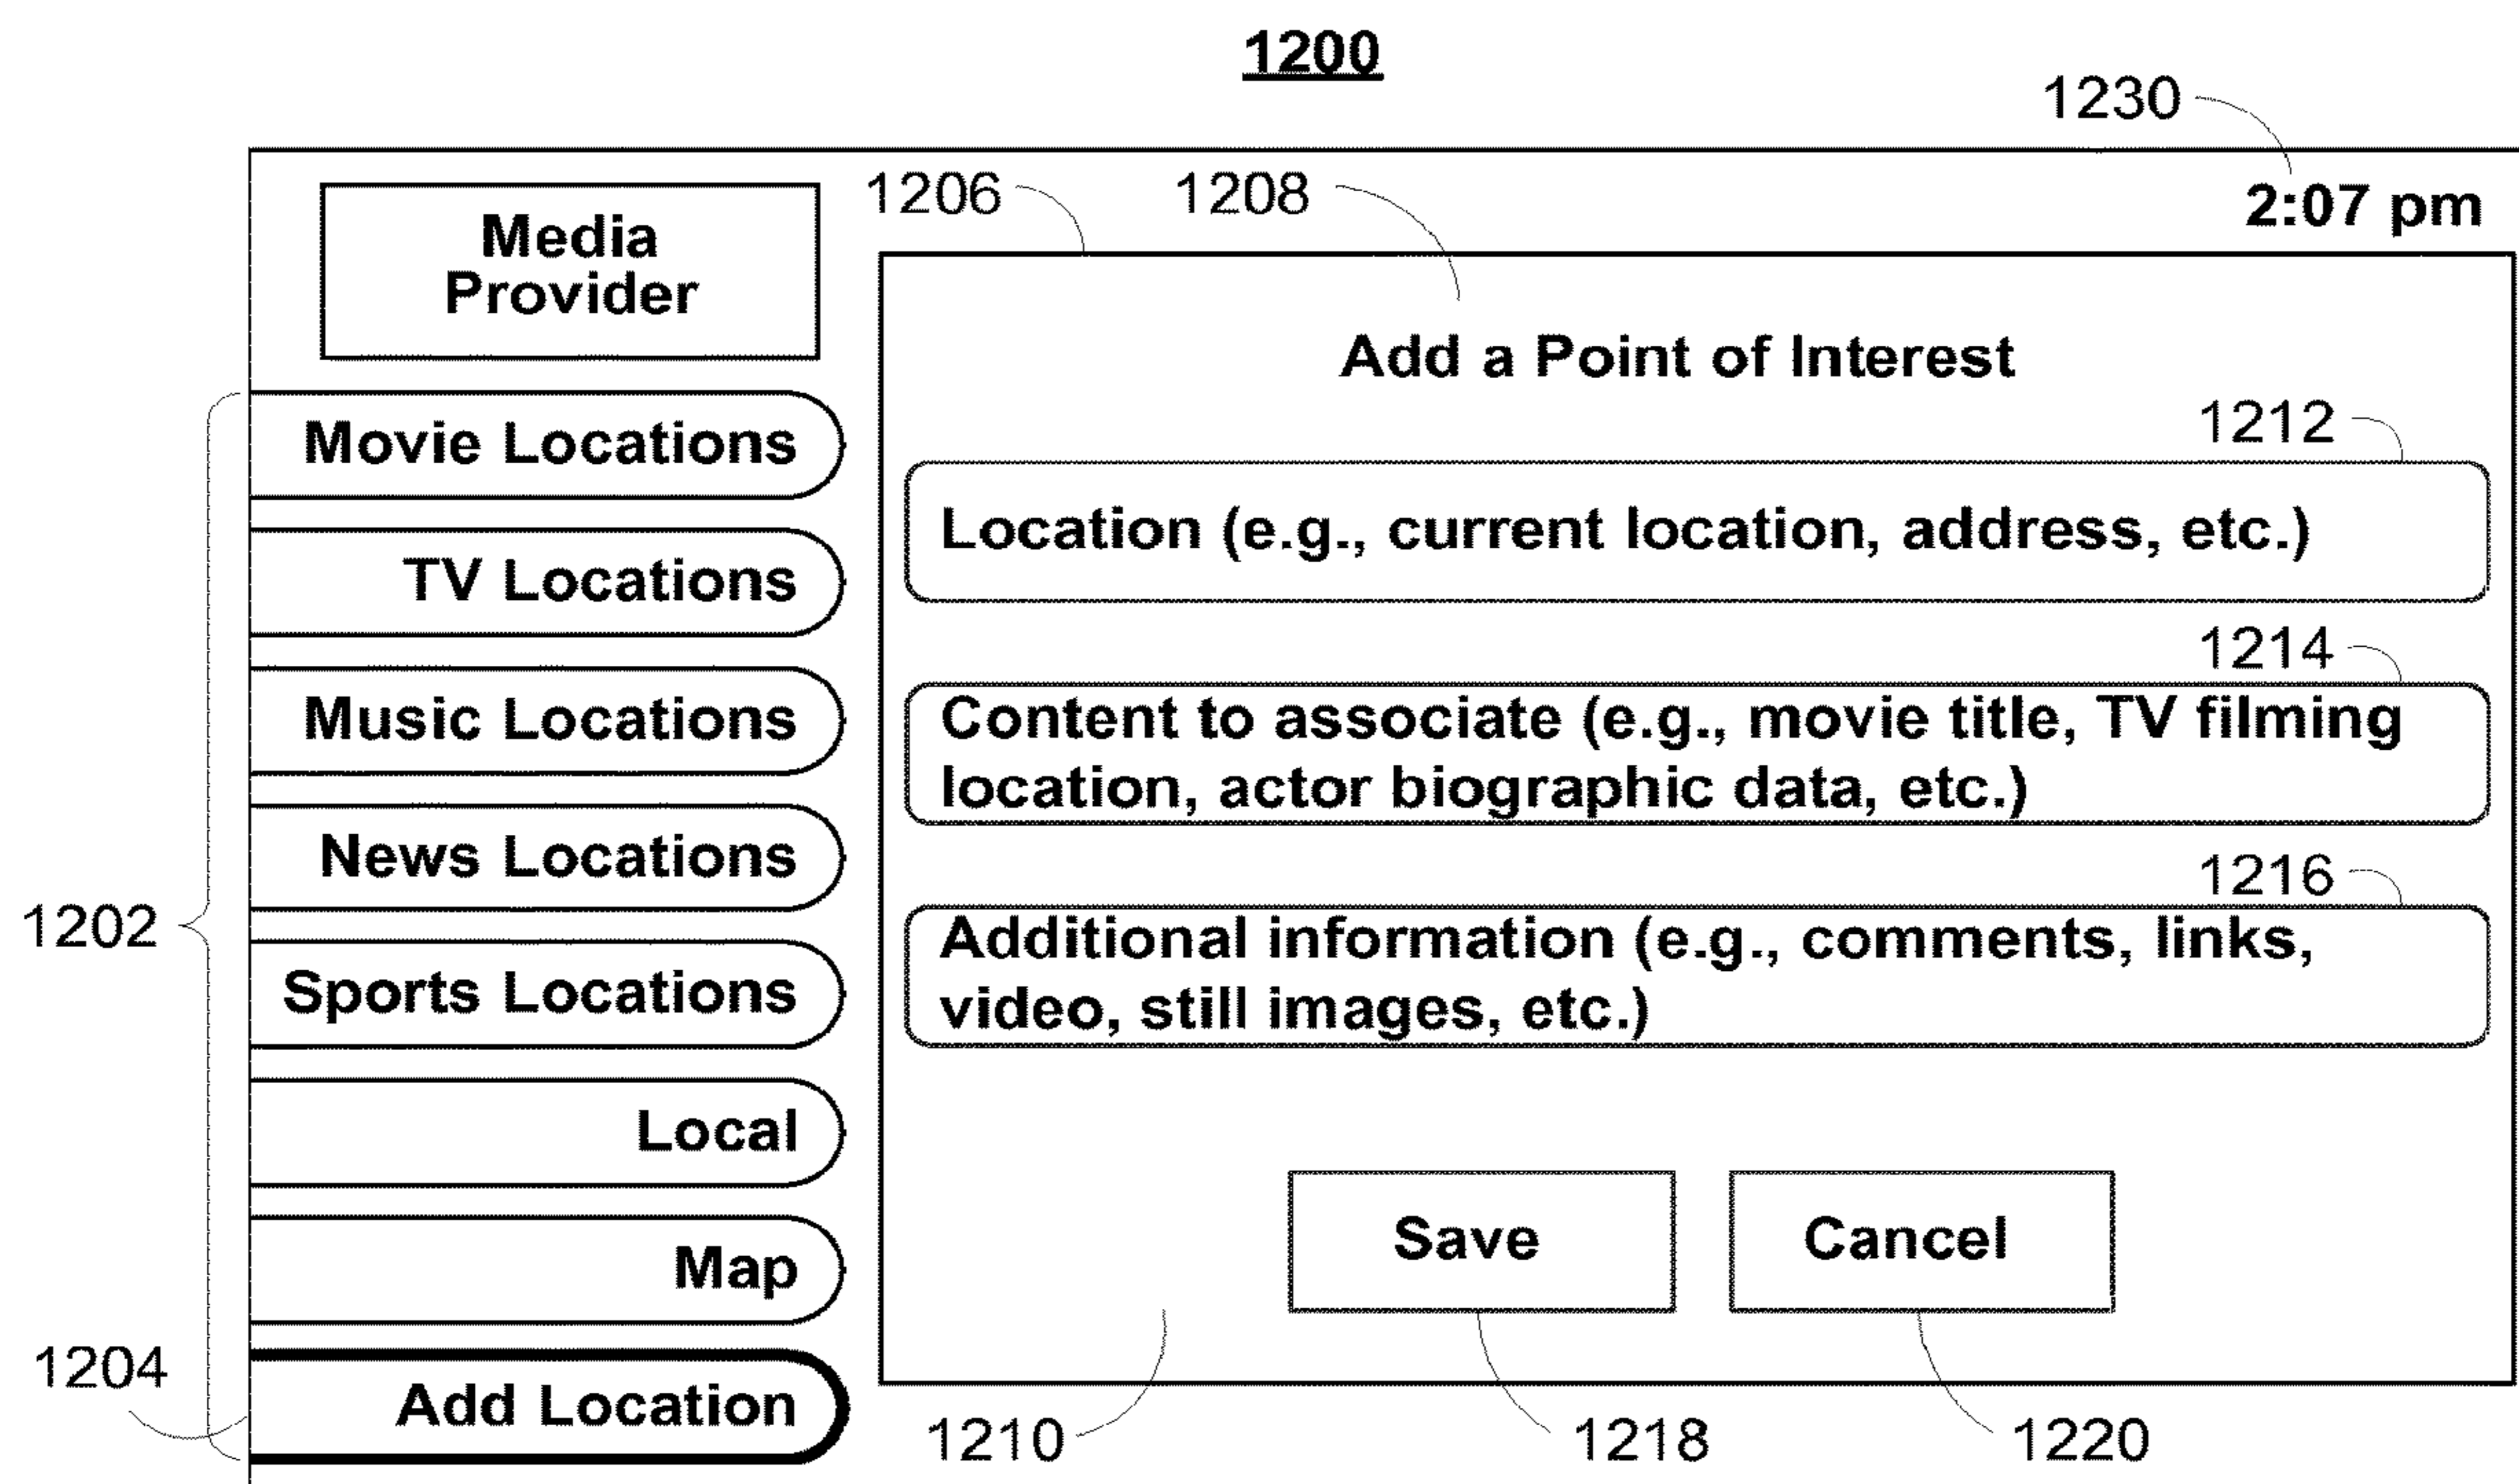 1200
1230
1206
1208
2:07 pm
Media
Provider
Add a Point of Interest
Movie Locations
1212
Location (e.g., current location, address, etc.)
TV Locations
1214
Music Locations
Content to associate (e.g., movie title, TV filming
location, actor biographic data, etc.)
News Locations
1216
1202
Additional information (e.g., comments, links,
video, still images, etc.)
Sports Locations
Local
Map
Save
Cancel
1204
Add Location
1210
1218
1220